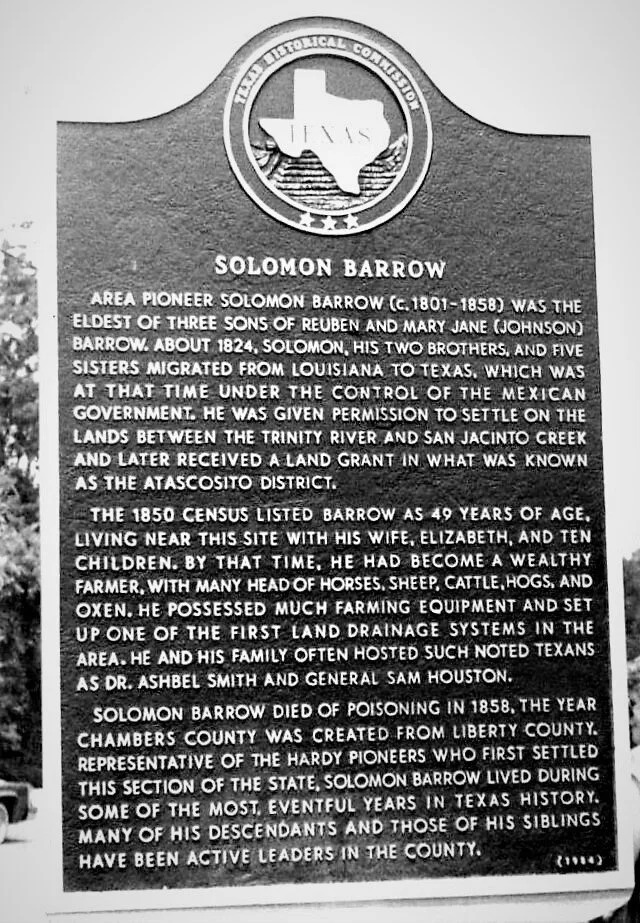 TEXAS HISTORICAL COMMISSION
TEXAS
SOLOMON BARROW
AREA PIONEER SOLOMON BARROW (C. 1801-1858) WAS THE
ELDEST OF THREE SONS OF REUBEN AND MARY JANE (JOHNSON)
BARROW. ABOUT 1824, SOLOMON, HIS TWO BROTHERS, AND FIVE
SISTERS MIGRATED FROM LOUISIANA TO TEXAS, WHICH WAS
AT THAT TIME UNDER THE CONTROL OF THE MEXICAN
GOVERNMENT. HE WAS GIVEN PERMISSION TO SETTLE ON THE
LANDS BETWEEN THE TRINITY RIVER AND SAN JACINTO CREEK
AND LATER RECEIVED A LAND GRANT IN WHAT WAS KNOWN
AS THE ATASCOSITO DISTRICT.
THE 1850 CENSUS LISTED BARROW AS 49 YEARS OF AGE,
LIVING NEAR THIS SITE WITH HIS WIFE, ELIZABETH, AND TEN
CHILDREN. BY THAT TIME, HE HAD BECOME A WEALTHY
FARMER, WITH MANY HEAD OF HORSES, SHEEP, CATTLE, HOGS, AND
OXEN. HE POSSESSED MUCH FARMING EQUIPMENT AND SET
UP ONE OF THE FIRST LAND DRAINAGE SYSTEMS IN THE
AREA. HE AND HIS FAMILY OFTEN HOSTED SUCH NOTED TEXANS
AS DR. ASHBEL SMITH AND GENERAL SAM HOUSTON.
SOLOMON BARROW DIED OF POISONING IN 1858, THE YEAR
CHAMBERS COUNTY WAS CREATED FROM LIBERTY COUNTY.
REPRESENTATIVE OF THE HARDY PIONEERS WHO FIRST SETTLED
THIS SECTION OF THE STATE, SOLOMON BARROW LIVED DURING
SOME OF THE MOST, EVENTFUL YEARS IN TEXAS HISTORY.
MANY OF HIS DESCENDANTS AND THOSE OF HIS SIBLINGS
HAVE BEEN ACTIVE LEADERS IN THE COUNTY.
(1984)